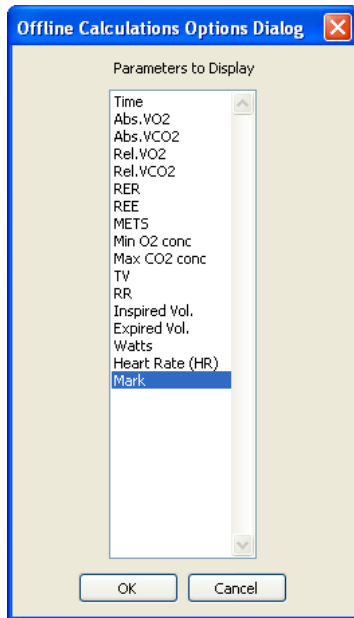 Offline Calculations Options Dialog
Parameters to Display
Time
Abs.VO2
Abs.VCO2
Rel.VO2
Rel.VCO2
RER
REE
METS
Min O2 conc
Max CO2 conc
TV
RR
Inspired Vol.
Expired Vol.
Watts
Heart Rate (HR)
Mark
OK Cancel